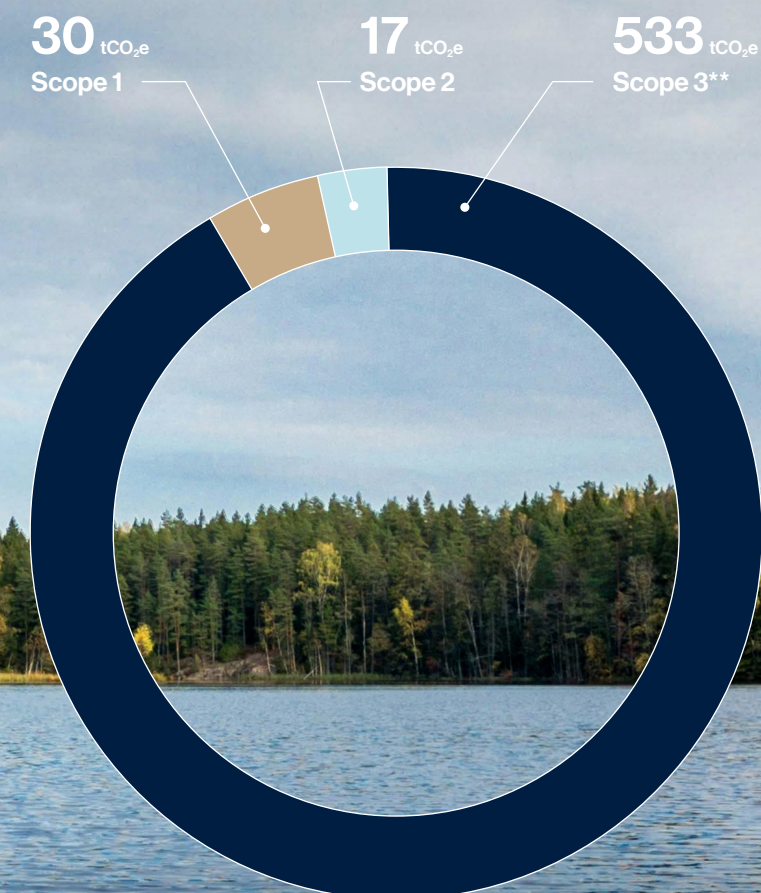 30 tCO₂e
Scope 1
17 tCO₂e
Scope 2
533 tCO₂e
Scope 3**